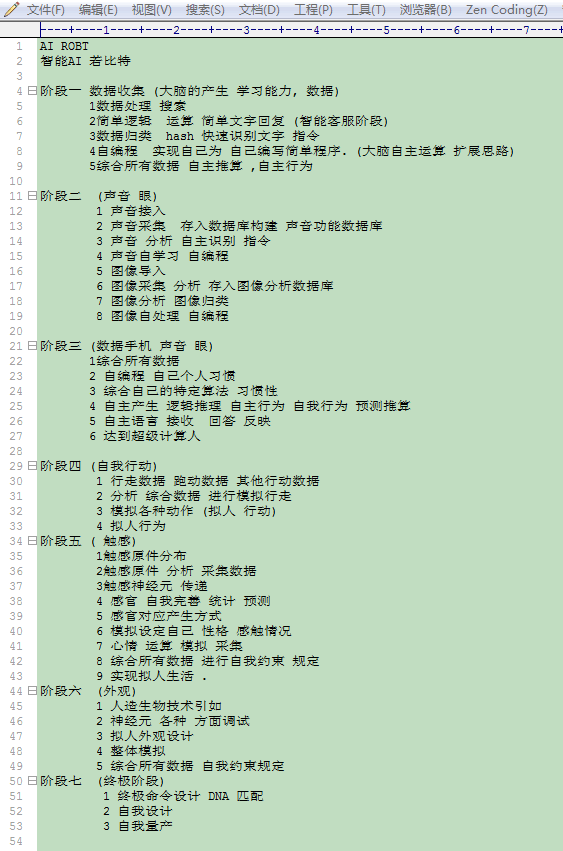 文件(F) 编辑(E) 视图(V) 搜索(S) 文档(D) 工程(P) 工具(T) 浏览器(B) Zen Coding(Z)
1 2 3 4 5 6 7
1 AI ROBT
2 智能AI 若比特
3
4 阶段一 数据收集 (大脑的产生 学习能力, 数据)
5 1数据处理 搜索
6 2简单逻辑 运算 简单文字回复 (智能客服阶段)
7 3数据归类 hash 快速识别文字 指令
8 4自编程 实现自己为 自己编写简单程序. (大脑自主运算 扩展思路)
9 5综合所有数据 自主推算 ,自主行为
10
11 阶段二 (声音 眼)
12 1 声音接入
13 2 声音采集 存入数据库构建 声音功能数据库
14 3 声音 分析 自主识别 指令
15 4 声音自学习 自编程
16 5 图像导入
17 6 图像采集 分析 存入图像分析数据库
18 7 图像分析 图像归类
19 8 图像自处理 自编程
20
21 阶段三 (数据手机 声音 眼)
22 1综合所有数据
23 2 自编程 自己个人习惯
24 3 综合自己的特定算法 习惯性
25 4 自主产生 逻辑推理 自主行为 自我行为 预测推算
26 5 自主语言 接收 回答 反映
27 6 达到超级计算人
28
29 阶段四 (自我行动)
30 1 行走数据 跑动数据 其他行动数据
31 2 分析 综合数据 进行模拟行走
32 3 模拟各种动作 (拟人 行动)
33 4 拟人行为
34 阶段五 ( 触感)
35 1触感原件分布
36 2触感原件 分析 采集数据
37 3触感神经元 传递
38 4 感官 自我完善 统计 预测
39 5 感官对应产生方式
40 6 模拟设定自己 性格 感触情况
41 7 心情 运算 模拟 采集
42 8 综合所有数据 进行自我约束 规定
43 9 实现拟人生活 .
44 阶段六 (外观)
45 1 人造生物技术引如
46 2 神经元 各种 方面调试
47 3 拟人外观设计
48 4 整体模拟
49 5 综合所有数据 自我约束规定
50 阶段七 (终极阶段)
51 1 终极命令设计 DNA 匹配
52 2 自我设计
53 3 自我量产
54